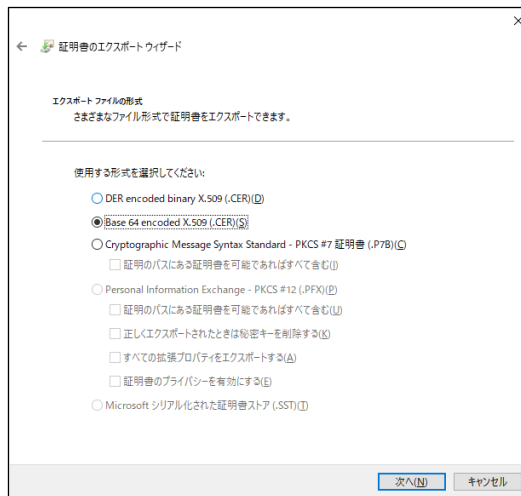 証明書のエクスポート ウィザード
エクスポート ファイルの形式
さまざまなファイル形式で証明書をエクスポートできます。
使用する形式を選択してください:
DER encoded binary X.509 (.CER)(D)
Base 64 encoded X.509 (.CER)(S)
Cryptographic Message Syntax Standard - PKCS #7 証明書 (.P7B)(C)
証明のパスにある証明書を可能であればすべて含む(I)
Personal Information Exchange - PKCS #12 (.PFX)(P)
証明のパスにある証明書を可能であればすべて含む(U)
正しくエクスポートされたときは秘密キーを削除する(K)
すべての拡張プロパティをエクスポートする(A)
証明書のプライバシーを有効にする(E)
Microsoft シリアル化された証明書ストア (.SST)(T)
次へ(N) キャンセル